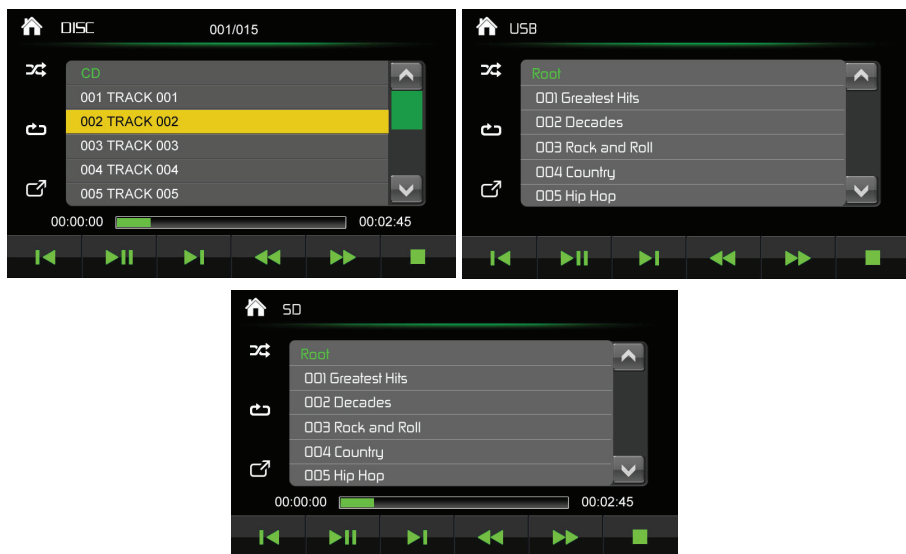 DISC 001/015
CD
001 TRACK 001
002 TRACK 002
003 TRACK 003
004 TRACK 004
005 TRACK 005
00:00:00 00:02:45
USB
Root
001 Greatest Hits
002 Decades
003 Rock and Roll
004 Country
005 Hip Hop
SD
Root
001 Greatest Hits
002 Decades
003 Rock and Roll
004 Country
005 Hip Hop
00:00:00 00:02:45